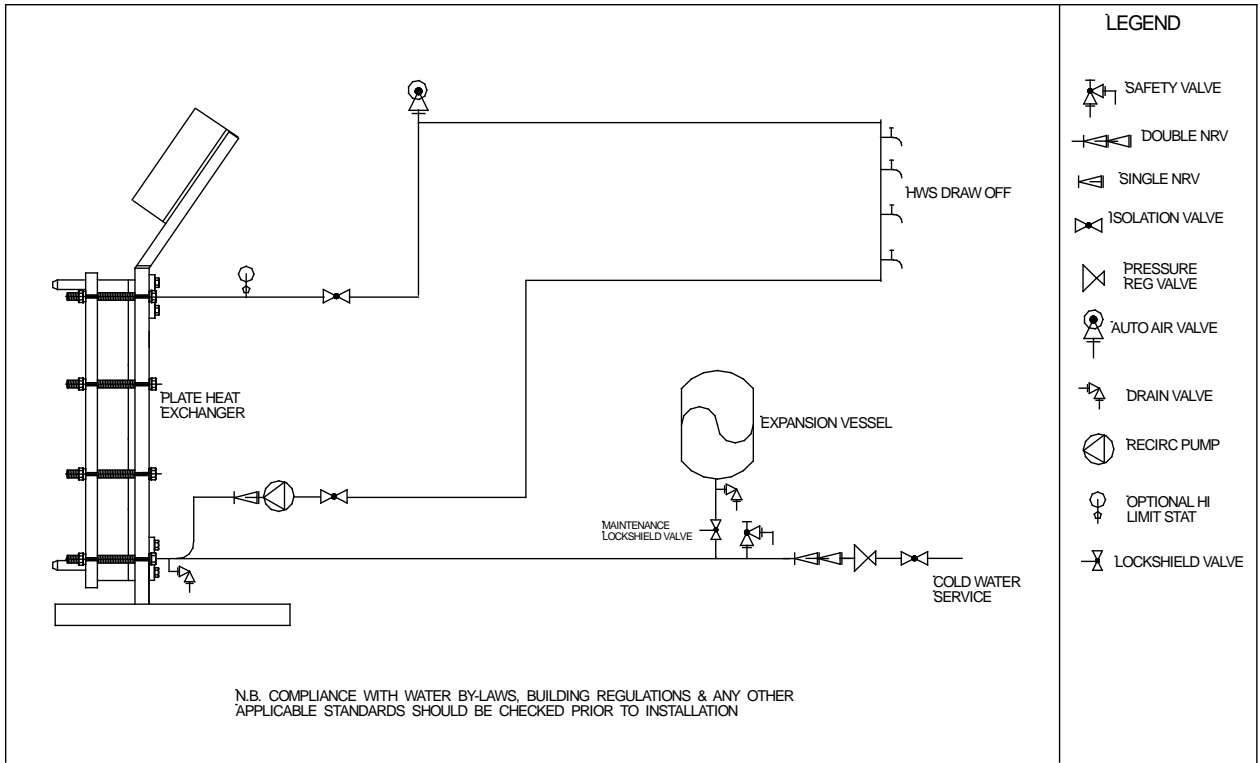 LEGEND
SAFETY VALVE
DOUBLE NRV
SINGLE NRV
ISOLATION VALVE
PRESSURE
REG VALVE
AUTO AIR VALVE
DRAIN VALVE
RECIRC PUMP
OPTIONAL HI
LIMIT STAT
LOCKSHIELD VALVE
HWS DRAW OFF
PLATE HEAT
EXCHANGER
EXPANSION VESSEL
MAINTENANCE
LOCKSHIELD VALVE
COLD WATER
SERVICE
N.B. COMPLIANCE WITH WATER BY-LAWS, BUILDING REGULATIONS & ANY OTHER
APPLICABLE STANDARDS SHOULD BE CHECKED PRIOR TO INSTALLATION